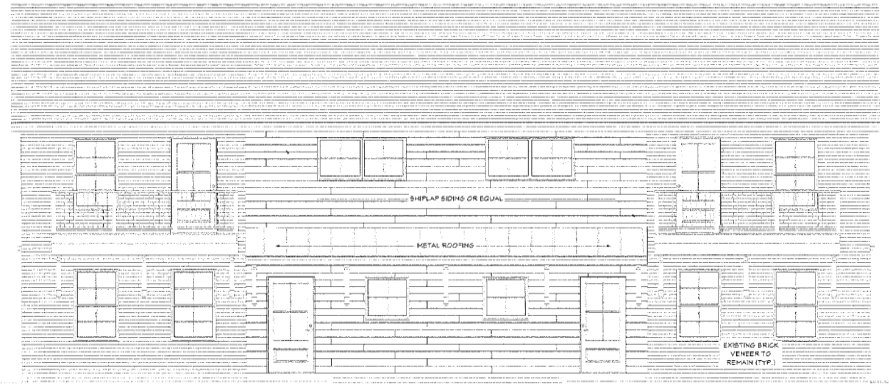 SHIPLAP SIDING OR EQUAL
METAL ROOFING
EXISTING BRICK
VENEER TO
REMAIN (TYP.)